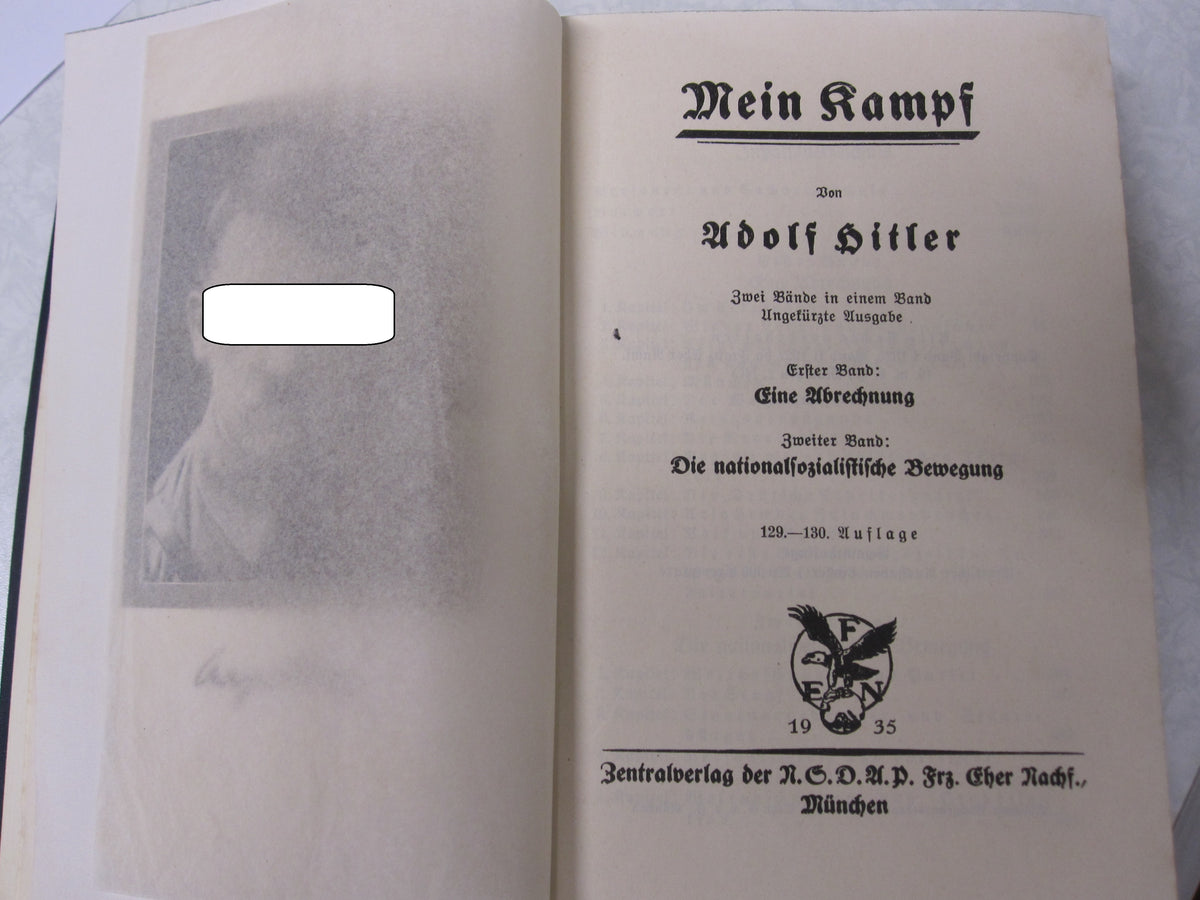 Mein Kampf
Von
Adolf Hitler
Zwei Bände in einem Band
Ungekürzte Ausgabe
Erster Band:
Eine Abrechnung
Zweiter Band:
Die nationalsozialistische Bewegung
129.—130. Auflage
F
E N
19 35
Zentralverlag der N.S.D.A.P. Frz. Eher Nachf.,
München